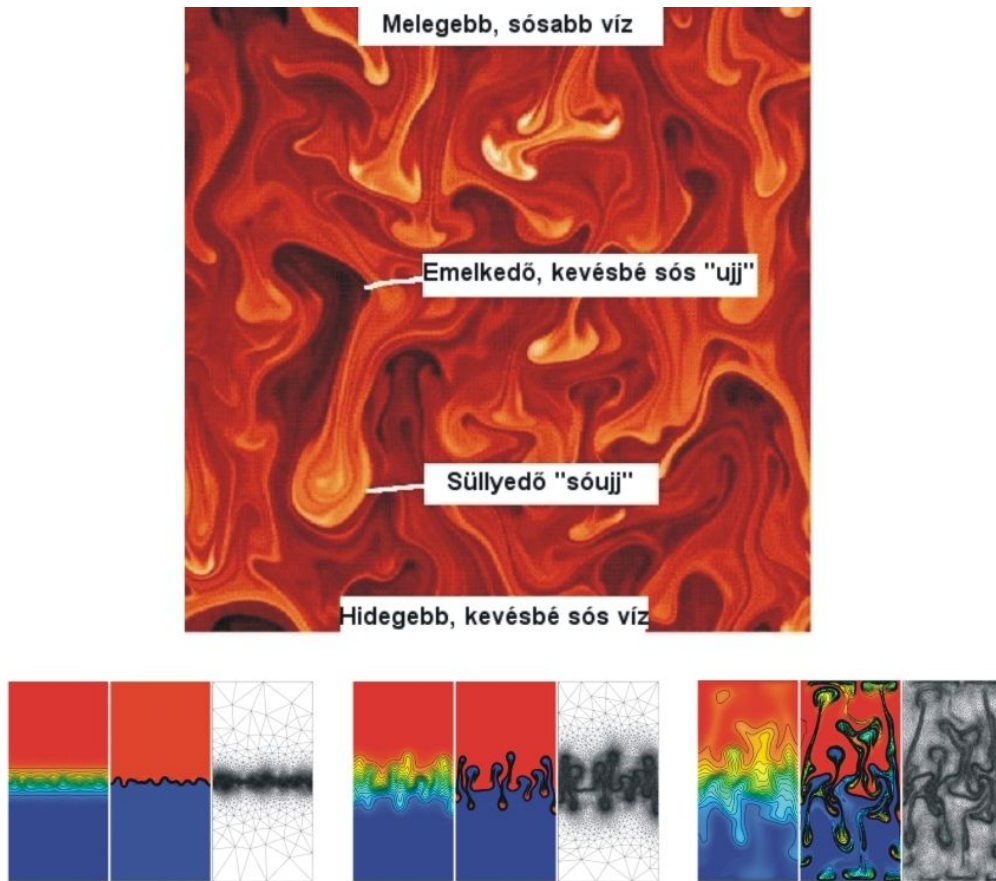 Melegebb, sósabb víz
Emelkedő, kevésbé sós "ujj"
Süllyedő "sóujj"
Hidegebb, kevésbé sós víz